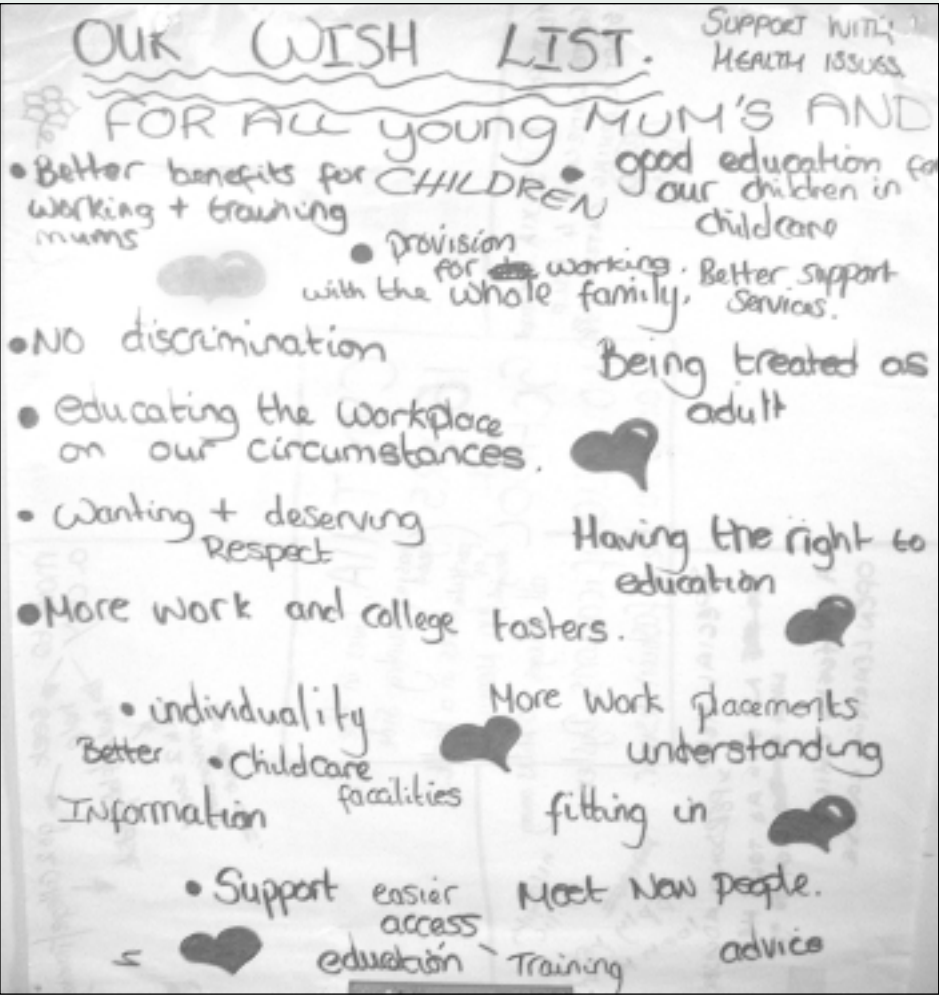 OUR WISH LIST.
SUPPORT WITH
HEALTH ISSUES
FOR ALL young MUM'S AND
CHILDREN
• Better benefits for
working + training
mums
• good education for
our children in
childcare
• provision
for working
with the whole family.
Better support
Services.
• NO discrimination
Being treated as
adult
• educating the workplace
on our circumstances.
• Wanting + deserving
Respect
Having the right to
education
• More work and college tasters.
• individuality
More Work placements
Better
• Childcare
facalities
understanding
Information
fitting in
• Support
easier
access
education
Meet New people.
Training
advice